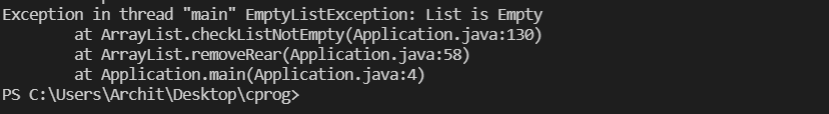 Exception in thread "main" EmptyListException: List is Empty
at ArrayList.checkListNotEmpty(Application.java:130)
at ArrayList.removeRear(Application.java:58)
at Application.main(Application.java:4)
PS C:\Users\Archit\Desktop\cprog>